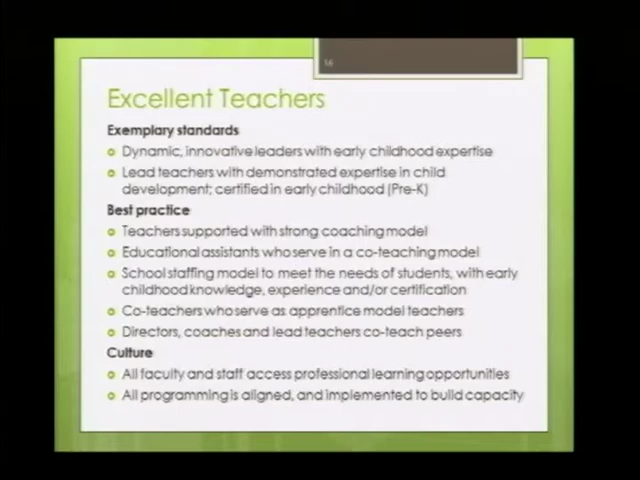 16
Excellent Teachers
Exemplary standards
Dynamic, innovative leaders with early childhood expertise
Lead teachers with demonstrated expertise in child
development; certified in early childhood (Pre-K)
Best practice
Teachers supported with strong coaching model
Educational assistants who serve in a co-teaching model
School staffing model to meet the needs of students, with early
childhood knowledge, experience and/or certification
Co-teachers who serve as apprentice model teachers
Directors, coaches and lead teachers co-teach peers
Culture
All faculty and staff access professional learning opportunities
All programming is aligned, and implemented to build capacity